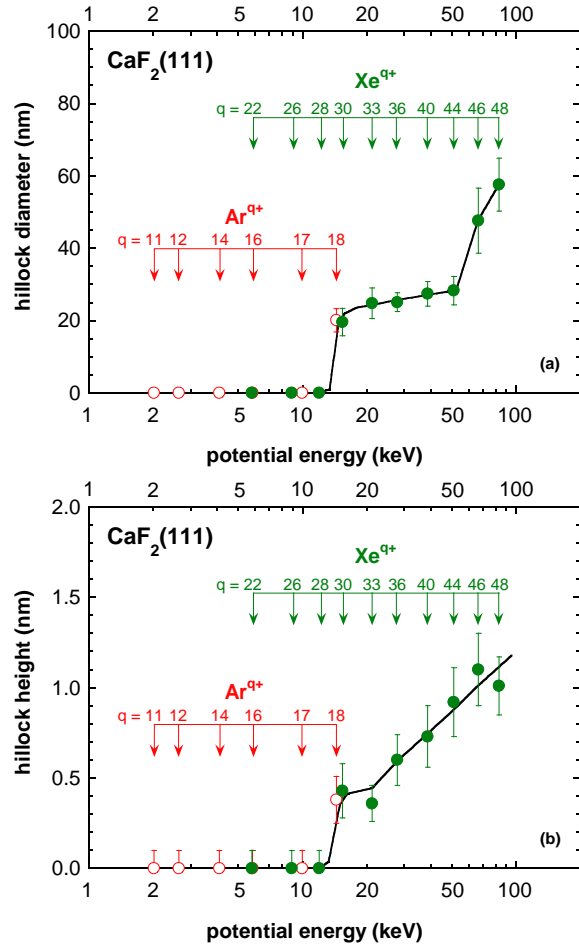 1 2 5 10 20 50 100
100
80
60
40
20
0
hillock diameter (nm)
CaF2(111)
Xe^q+
q = 22 26 28 30 33 36 40 44 46 48
Ar^q+
q = 11 12 14 16 17 18
(a)
1 2 5 10 20 50 100
potential energy (keV)
1 2 5 10 20 50 100
2.0
1.5
1.0
0.5
0.0
hillock height (nm)
CaF2(111)
Xe^q+
q = 22 26 28 30 33 36 40 44 46 48
Ar^q+
q = 11 12 14 16 17 18
(b)
1 2 5 10 20 50 100
potential energy (keV)